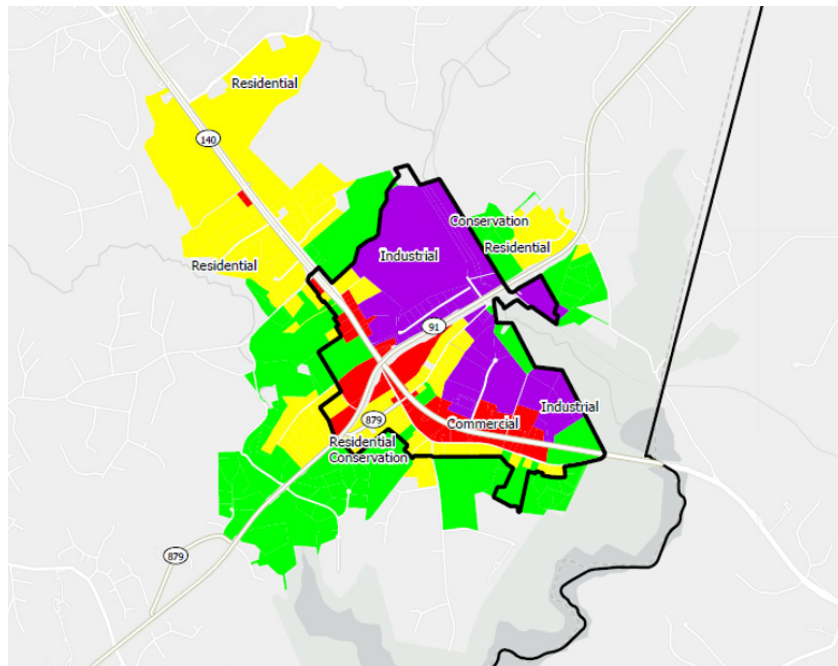 Residential
140
Conservation
Residential
Industrial
Residential
91
Industrial
Commercial
879
Residential
Conservation
879